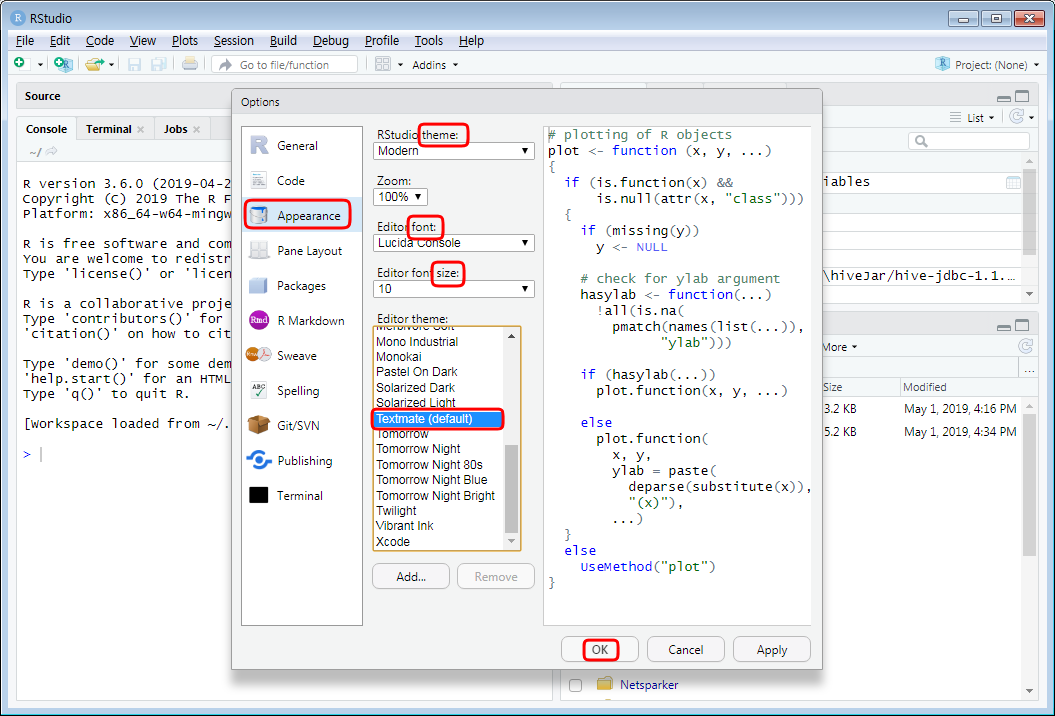 RStudio
File Edit Code View Plots Session Build Debug Profile Tools Help
Go to file/function
Addins
Project: (None)
Source
Console Terminal Jobs
~/
R version 3.6.0 (2019-04-2
Copyright (C) 2019 The R F
Platform: x86_64-w64-mingw
R is free software and com
You are welcome to redistr
Type 'license()' or 'licen
R is a collaborative proje
Type 'contributors()' for
'citation()' on how to cit
Type 'demo()' for some dem
'help.start()' for an HTML
Type 'q()' to quit R.
[Workspace loaded from ~/.
>
Options
General
Code
Appearance
Pane Layout
Packages
R Markdown
Sweave
Spelling
Git/SVN
Publishing
Terminal
RStudio theme:
Modern
Zoom:
100%
Editor font:
Lucida Console
Editor font size:
10
Editor theme:
Merbivore Soft
Mono Industrial
Monokai
Pastel On Dark
Solarized Dark
Solarized Light
Textmate (default)
Tomorrow
Tomorrow Night
Tomorrow Night 80s
Tomorrow Night Blue
Tomorrow Night Bright
Twilight
Vibrant Ink
Xcode
Add...
Remove
# plotting of R objects
plot <- function (x, y, ...)
{
if (is.function(x) &&
is.null(attr(x, "class")))
{
if (missing(y))
y <- NULL
# check for ylab argument
hasylab <- function(...)
!all(is.na(
pmatch(names(list(...)),
"ylab")))
if (hasylab(...))
plot.function(x, y, ...)
else
plot.function(
x, y,
ylab = paste(
deparse(substitute(x)),
"(x)"),
...)
}
else
UseMethod("plot")
}
OK
Cancel
Apply
List
iables
\hiveJar/hive-jdbc-1.1...
More
...
Size Modified
3.2 KB May 1, 2019, 4:16 PM
5.2 KB May 1, 2019, 4:34 PM
Netsparker